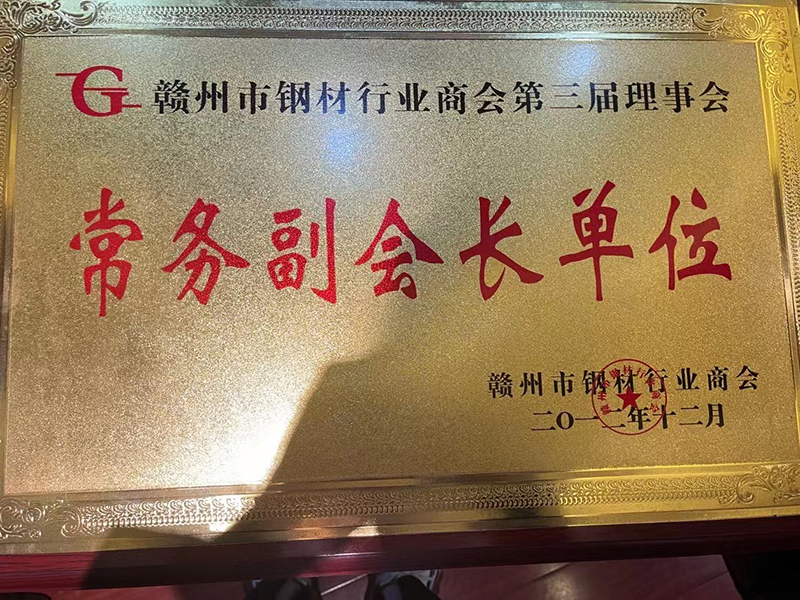 G 赣州市钢材行业商会第三届理事会
常务副会长单位
赣州市钢材行业商会
二〇一二年十二月